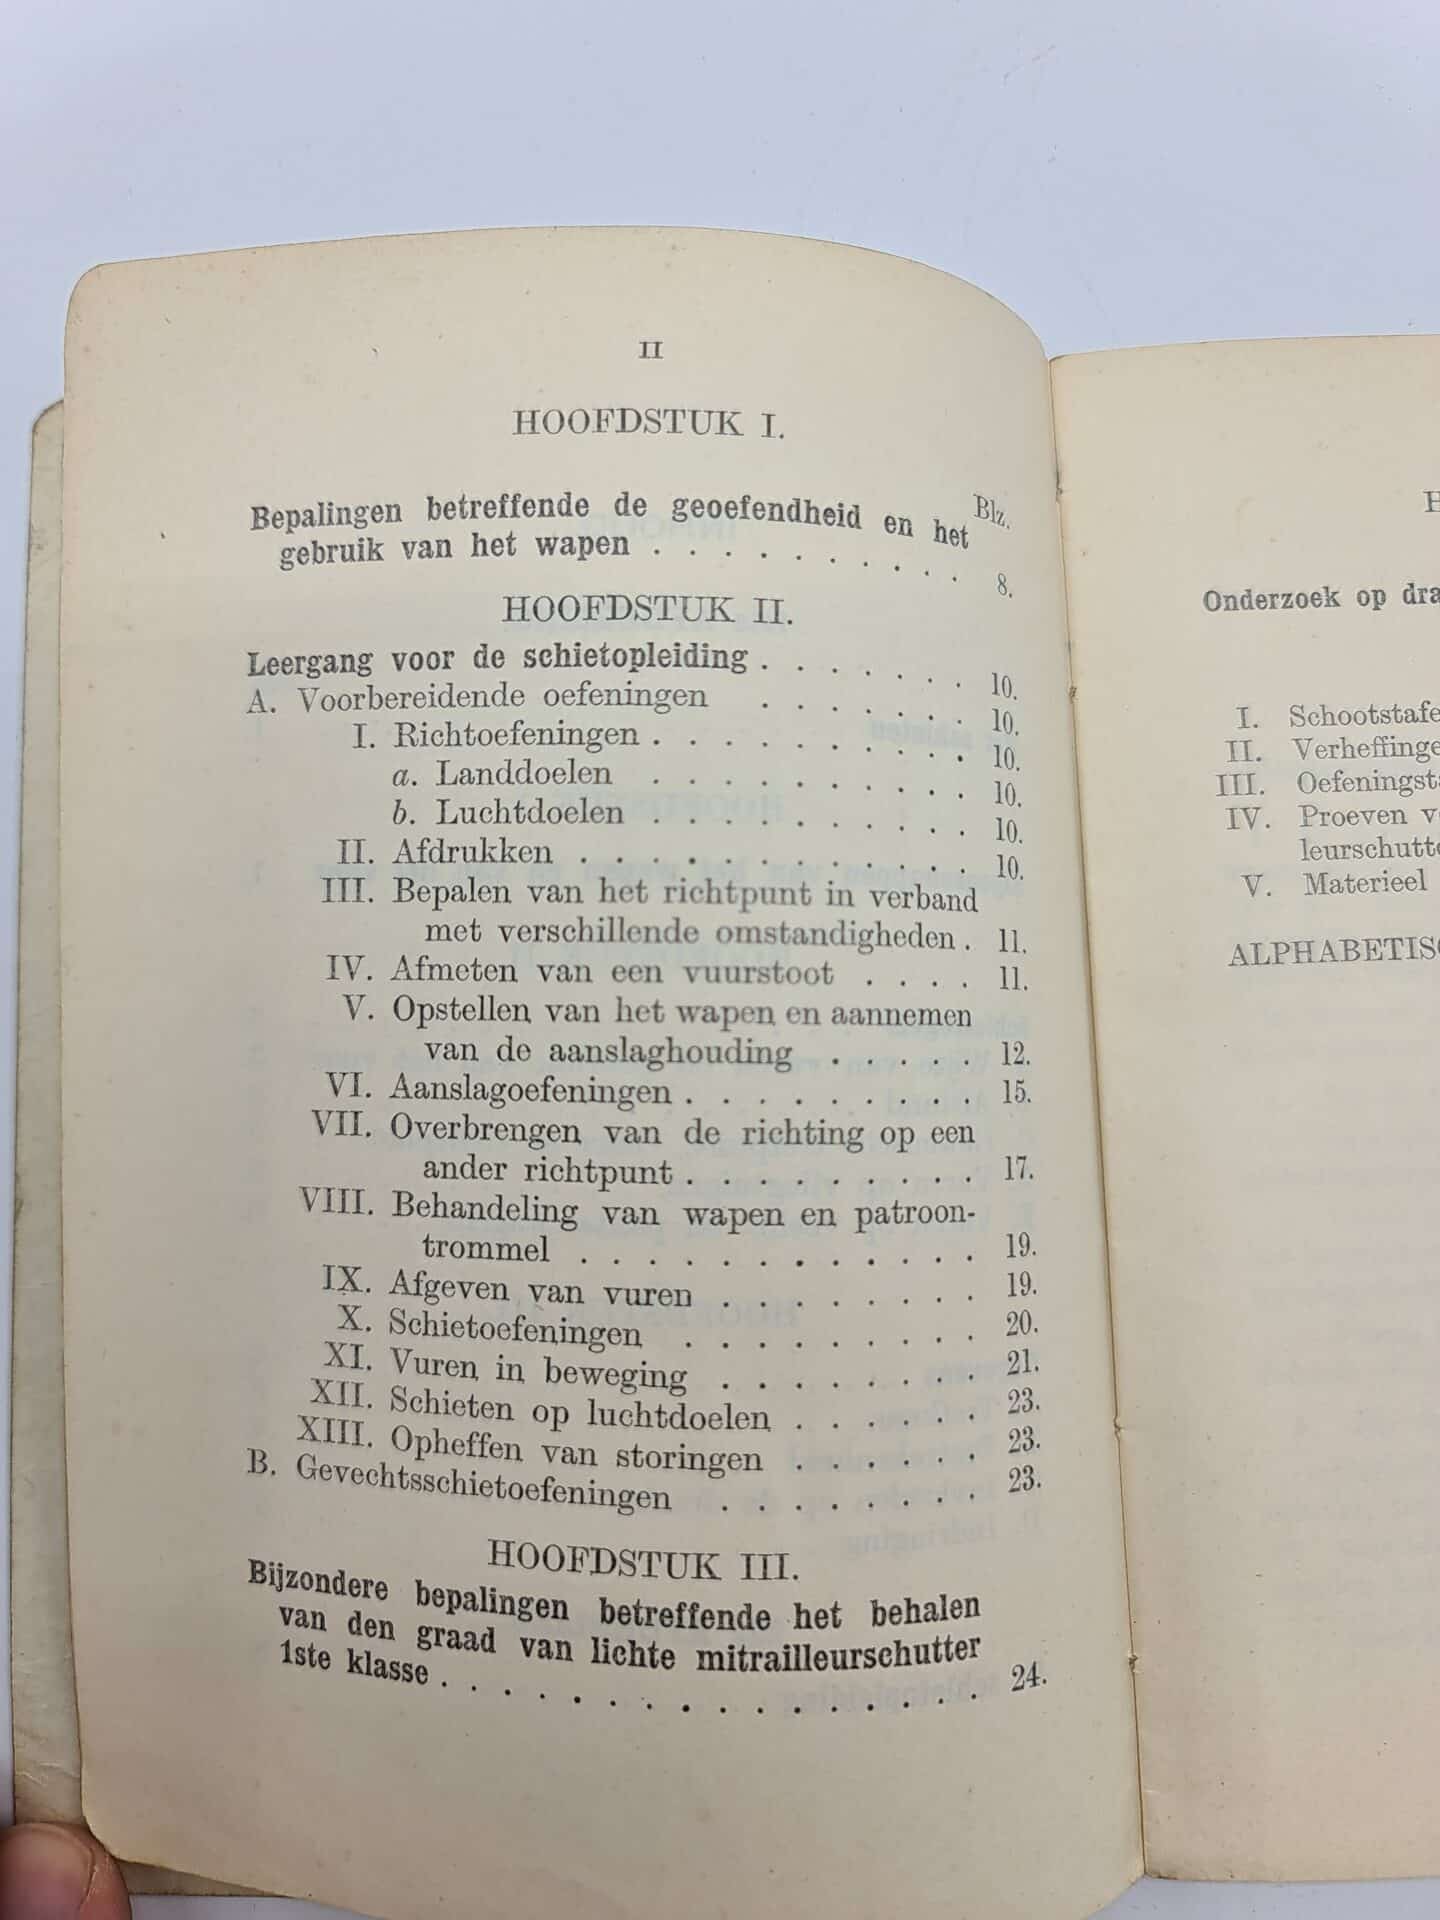 II
HOOFDSTUK I.
Blz.
Bepalingen betreffende de geoefendheid en het
gebruik van het wapen . . . . . . . . . 8.
HOOFDSTUK II.
Leergang voor de schietopleiding . . . . . . 10.
A. Voorbereidende oefeningen . . . . . . 10.
I. Richtoefeningen . . . . . . . . . 10.
a. Landdoelen . . . . . . . . . 10.
b. Luchtdoelen . . . . . . . . . 10.
II. Afdrukken . . . . . . . . . . . 10.
III. Bepalen van het richtpunt in verband
met verschillende omstandigheden . 11.
IV. Afmeten van een vuurstoot . . . . 11.
V. Opstellen van het wapen en aannemen
van de aanslaghouding . . . . . 12.
VI. Aanslagoefeningen . . . . . . . . 15.
VII. Overbrengen van de richting op een
ander richtpunt . . . . . . . . . 17.
VIII. Behandeling van wapen en patroon-
trommel . . . . . . . . . . . 19.
IX. Afgeven van vuren . . . . . . . . 19.
X. Schietoefeningen . . . . . . . . . 20.
XI. Vuren in beweging . . . . . . . . 21.
XII. Schieten op luchtdoelen . . . . . . 23.
XIII. Opheffen van storingen . . . . . . 23.
B. Gevechtsschietoefeningen . . . . . . . . 23.
HOOFDSTUK III.
Bijzondere bepalingen betreffende het behalen
van den graad van lichte mitrailleurschutter
1ste klasse . . . . . . . . . . . . . . . 24.
H
Onderzoek op dra
I. Schootstafe
II. Verheffinge
III. Oefeningsta
IV. Proeven v
leurschutte
V. Materieel
ALPHABETISC